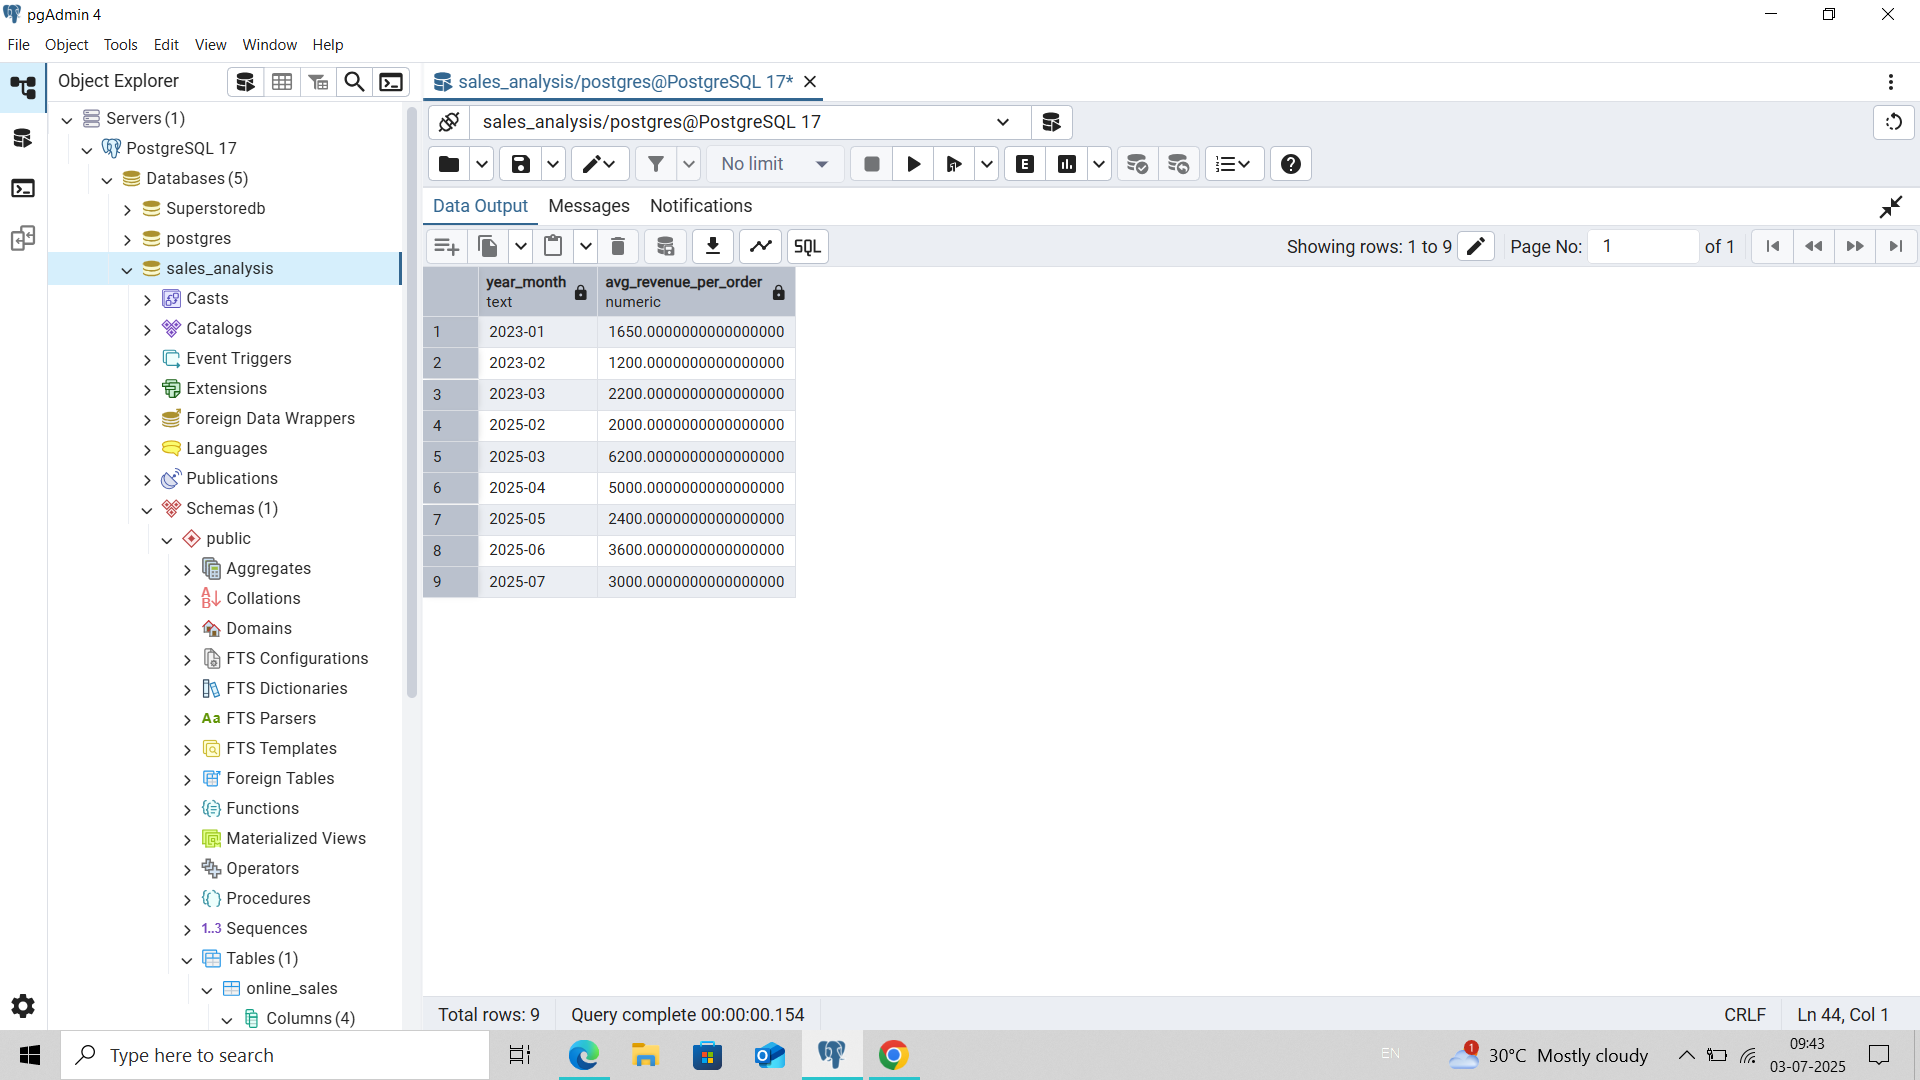 pgAdmin 4
File Object Tools Edit View Window Help
Object Explorer
sales_analysis/postgres@PostgreSQL 17*
Servers (1)
PostgreSQL 17
Databases (5)
Superstoredb
postgres
sales_analysis
Casts
Catalogs
Event Triggers
Extensions
Foreign Data Wrappers
Languages
Publications
Schemas (1)
public
Aggregates
Collations
Domains
FTS Configurations
FTS Dictionaries
Aa FTS Parsers
FTS Templates
Foreign Tables
Functions
Materialized Views
Operators
Procedures
1..3 Sequences
Tables (1)
online_sales
Columns (4)
sales_analysis/postgres@PostgreSQL 17
No limit
E
Data Output Messages Notifications
SQL
Showing rows: 1 to 9 Page No: 1 of 1
year_month avg_revenue_per_order
text numeric
1 2023-01 1650.0000000000000000
2 2023-02 1200.0000000000000000
3 2023-03 2200.0000000000000000
4 2025-02 2000.0000000000000000
5 2025-03 6200.0000000000000000
6 2025-04 5000.0000000000000000
7 2025-05 2400.0000000000000000
8 2025-06 3600.0000000000000000
9 2025-07 3000.0000000000000000
Total rows: 9 Query complete 00:00:00.154 CRLF Ln 44, Col 1
Type here to search
EN
1
30°C Mostly cloudy
09:43
03-07-2025